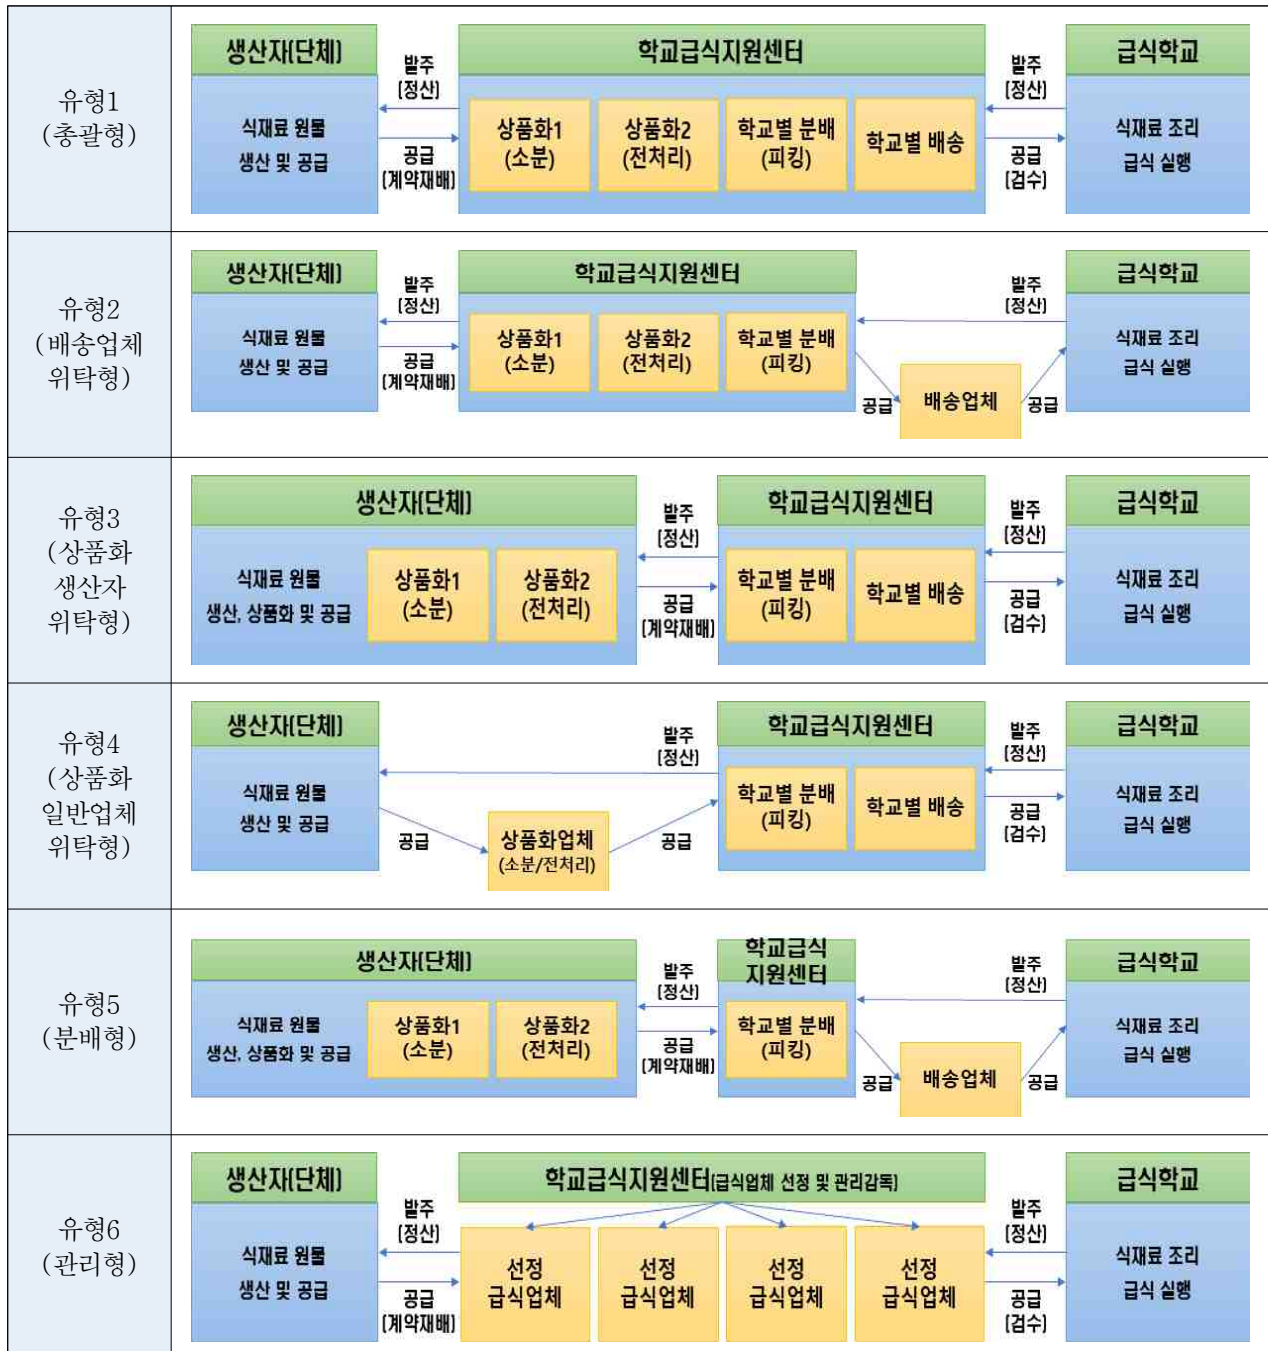 유형1
(총괄형)
생산자(단체)
식재료 원물
생산 및 공급
발주
(정산)
공급
(계약재배)
학교급식지원센터
상품화1
(소분)
상품화2
(전처리)
학교별 분배
(피킹)
학교별 배송
발주
(정산)
공급
(검수)
급식학교
식재료 조리
급식 실행
유형2
(배송업체
위탁형)
생산자(단체)
식재료 원물
생산 및 공급
발주
(정산)
공급
(계약재배)
학교급식지원센터
상품화1
(소분)
상품화2
(전처리)
학교별 분배
(피킹)
공급
배송업체
공급
발주
(정산)
급식학교
식재료 조리
급식 실행
유형3
(상품화
생산자
위탁형)
생산자(단체)
식재료 원물
생산, 상품화 및 공급
상품화1
(소분)
상품화2
(전처리)
발주
(정산)
공급
(계약재배)
학교급식지원센터
학교별 분배
(피킹)
학교별 배송
발주
(정산)
공급
(검수)
급식학교
식재료 조리
급식 실행
유형4
(상품화
일반업체
위탁형)
생산자(단체)
식재료 원물
생산 및 공급
공급
상품화업체
(소분/전처리)
공급
발주
(정산)
학교급식지원센터
학교별 분배
(피킹)
학교별 배송
발주
(정산)
공급
(검수)
급식학교
식재료 조리
급식 실행
유형5
(분배형)
생산자(단체)
식재료 원물
생산, 상품화 및 공급
상품화1
(소분)
상품화2
(전처리)
발주
(정산)
공급
(계약재배)
학교급식
지원센터
학교별 분배
(피킹)
공급
배송업체
공급
발주
(정산)
급식학교
식재료 조리
급식 실행
유형6
(관리형)
생산자(단체)
식재료 원물
생산 및 공급
발주
(정산)
공급
(계약재배)
학교급식지원센터(급식업체 선정 및 관리감독)
선정
급식업체
선정
급식업체
선정
급식업체
선정
급식업체
발주
(정산)
공급
(검수)
급식학교
식재료 조리
급식 실행